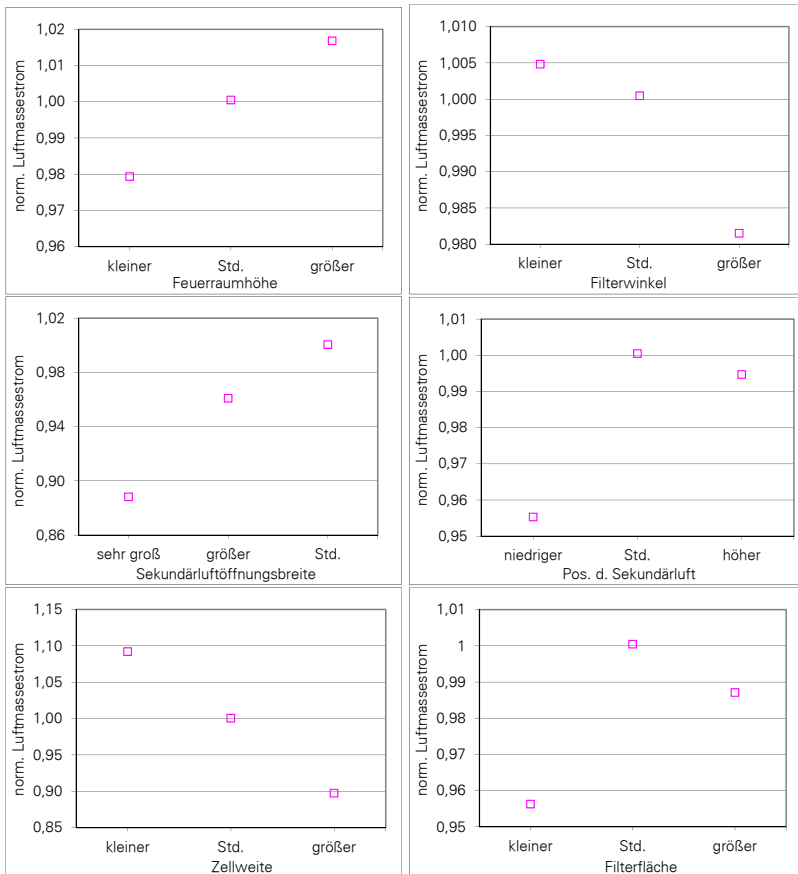 norm. Luftmassestrom
1,02
1,01
1,00
0,99
0,98
0,97
0,96
kleiner Std. größer
Feuerraumhöhe
norm. Luftmassestrom
1,010
1,005
1,000
0,995
0,990
0,985
0,980
kleiner Std. größer
Filterwinkel
norm. Luftmassestrom
1,02
0,98
0,94
0,90
0,86
sehr groß größer Std.
Sekundärluftöffnungsbreite
norm. Luftmassestrom
1,01
1,00
0,99
0,98
0,97
0,96
0,95
niedriger Std. höher
Pos. d. Sekundärluft
norm. Luftmassestrom
1,15
1,10
1,05
1,00
0,95
0,90
0,85
kleiner Std. größer
Zellweite
norm. Luftmassestrom
1,01
1
0,99
0,98
0,97
0,96
0,95
kleiner Std. größer
Filterfläche